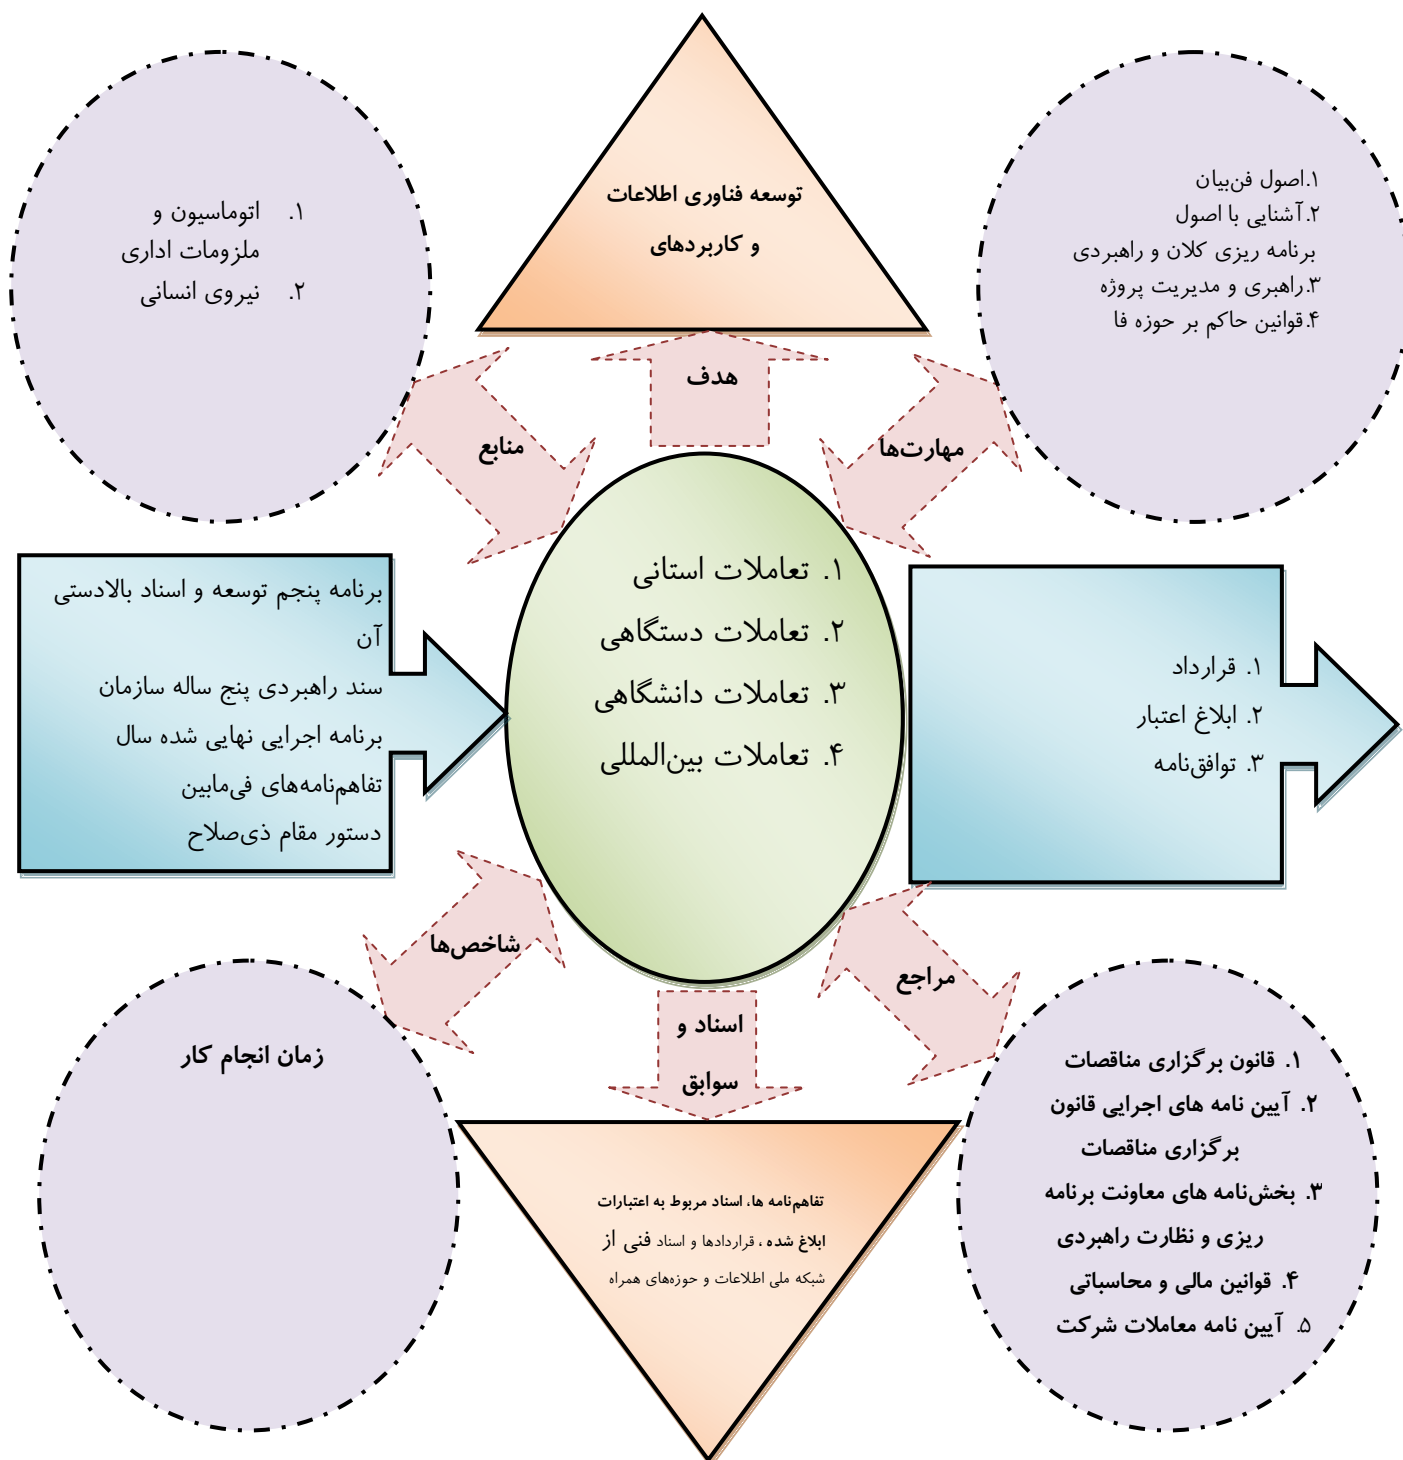 توسعه فناوری اطلاعات
و کاربردهای
۱.اصول فن‌بیان
۲.آشنایی با اصول
برنامه ریزی کلان و راهبردی
۳.راهبری و مدیریت پروژه
۴.قوانین حاکم بر حوزه فا
۱. اتوماسیون و
ملزومات اداری
۲. نیروی انسانی
هدف
مهارت‌ها
منابع
۱. تعاملات استانی
۲. تعاملات دستگاهی
۳. تعاملات دانشگاهی
۴. تعاملات بین‌المللی
برنامه پنجم توسعه و اسناد بالادستی
آن
سند راهبردی پنج ساله سازمان
برنامه اجرایی نهایی شده سال
تفاهم‌نامه‌های فی‌مابین
دستور مقام ذی‌صلاح
۱. قرارداد
۲. ابلاغ اعتبار
۳. توافق‌نامه
شاخص‌ها
مراجع
اسناد و
سوابق
زمان انجام کار
۱. قانون برگزاری مناقصات
۲. آیین نامه های اجرایی قانون
برگزاری مناقصات
۳. بخش‌نامه های معاونت برنامه
ریزی و نظارت راهبردی
۴. قوانین مالی و محاسباتی
۵. آیین نامه معاملات شرکت
تفاهم‌نامه ها، اسناد مربوط به اعتبارات
ابلاغ شده ، قراردادها و اسناد فنی از
شبکه ملی اطلاعات و حوزه‌های همراه